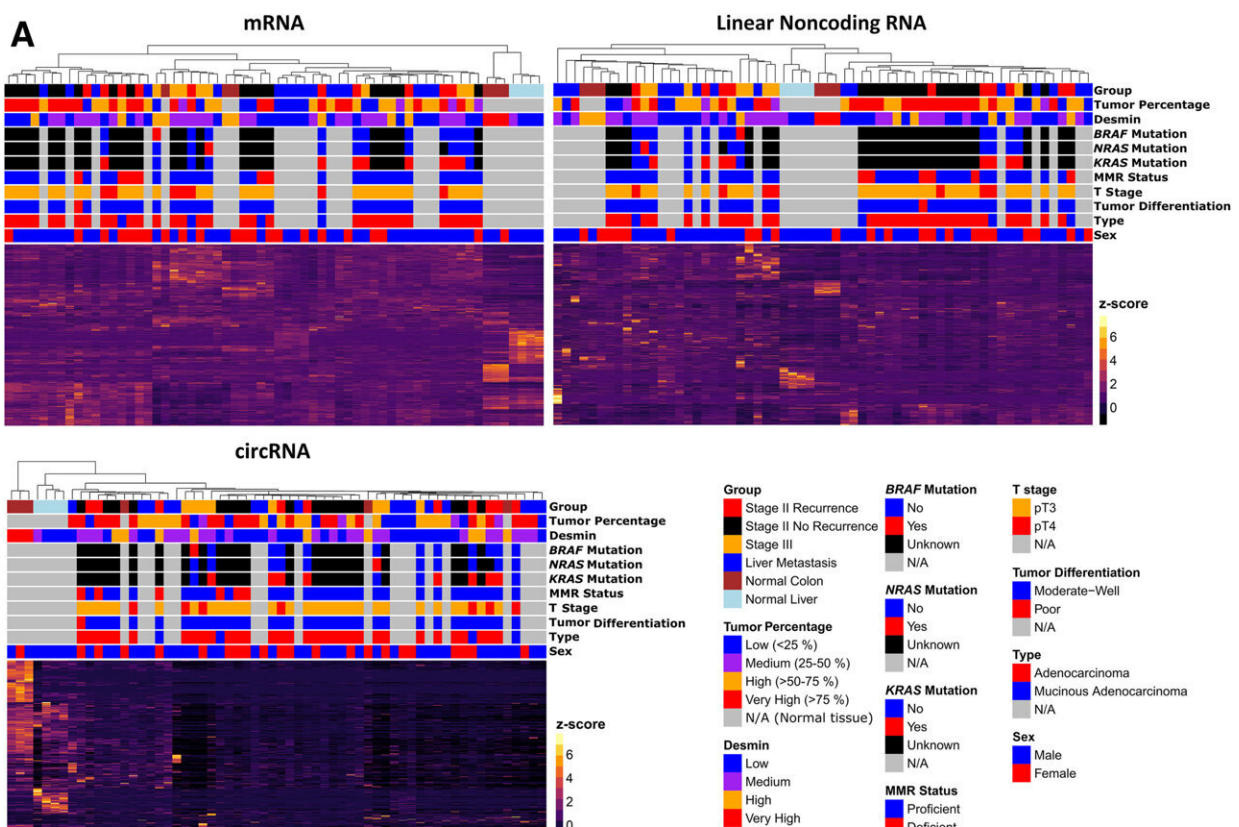 A
mRNA
Linear Noncoding RNA
Group
Tumor Percentage
Desmin
BRAF Mutation
NRAS Mutation
KRAS Mutation
MMR Status
T Stage
Tumor Differentiation
Type
Sex
z-score
6
4
2
0
circRNA
Group
Tumor Percentage
Desmin
BRAF Mutation
NRAS Mutation
KRAS Mutation
MMR Status
T Stage
Tumor Differentiation
Type
Sex
z-score
6
4
2
0
Group
Stage II Recurrence
Stage II No Recurrence
Stage III
Liver Metastasis
Normal Colon
Normal Liver
Tumor Percentage
Low (<25 %)
Medium (25-50 %)
High (>50-75 %)
Very High (>75 %)
N/A (Normal tissue)
Desmin
Low
Medium
High
Very High
BRAF Mutation
No
Yes
Unknown
N/A
NRAS Mutation
No
Yes
Unknown
N/A
KRAS Mutation
No
Yes
Unknown
N/A
MMR Status
Proficient
Deficient
T stage
pT3
pT4
N/A
Tumor Differentiation
Moderate−Well
Poor
N/A
Type
Adenocarcinoma
Mucinous Adenocarcinoma
N/A
Sex
Male
Female